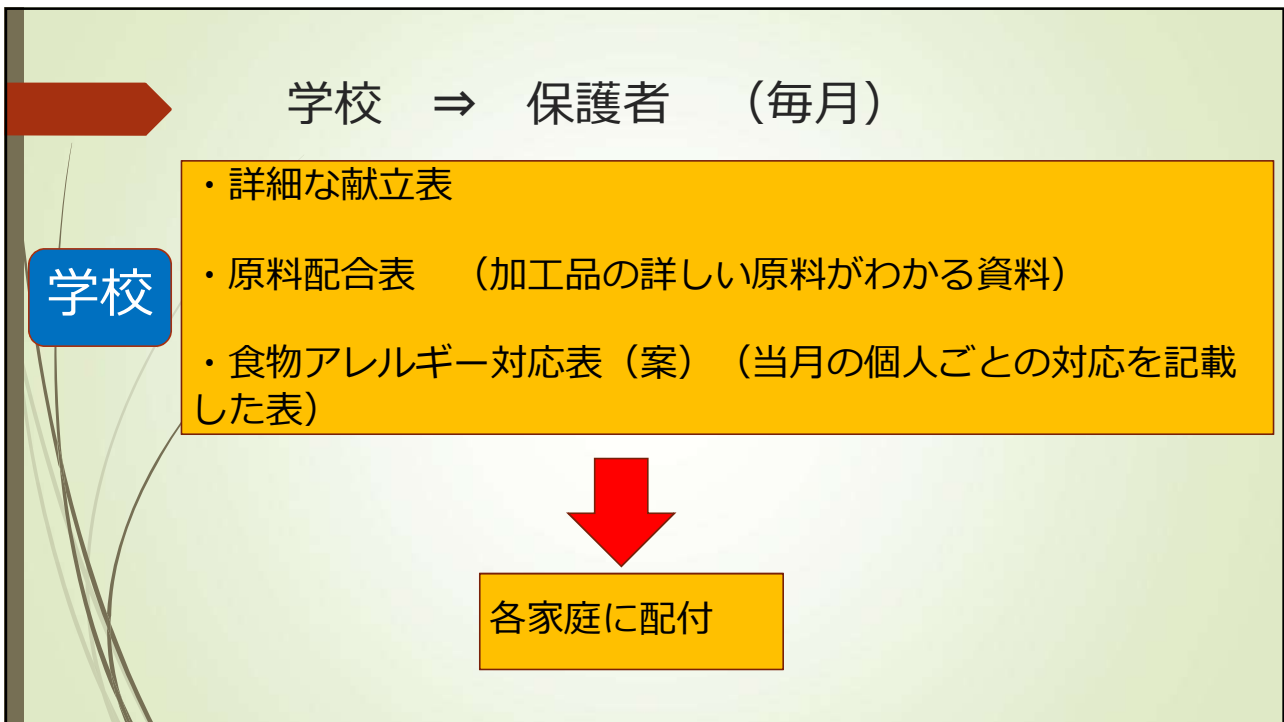 学校　⇒　保護者　（毎月）
・詳細な献立表
学校
・原料配合表　（加工品の詳しい原料がわかる資料）
・食物アレルギー対応表（案）（当月の個人ごとの対応を記載
した表）
各家庭に配付